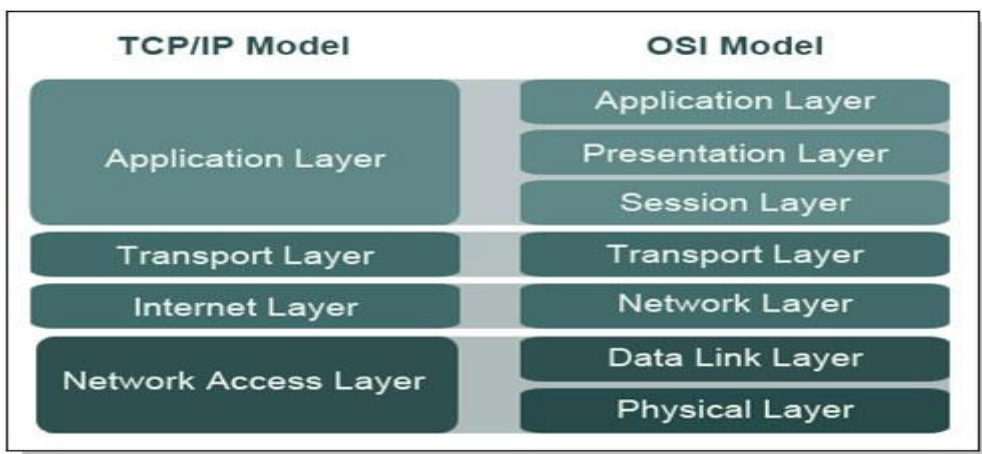 TCP/IP Model
OSI Model
Application Layer
Transport Layer
Internet Layer
Network Access Layer
Application Layer
Presentation Layer
Session Layer
Transport Layer
Network Layer
Data Link Layer
Physical Layer